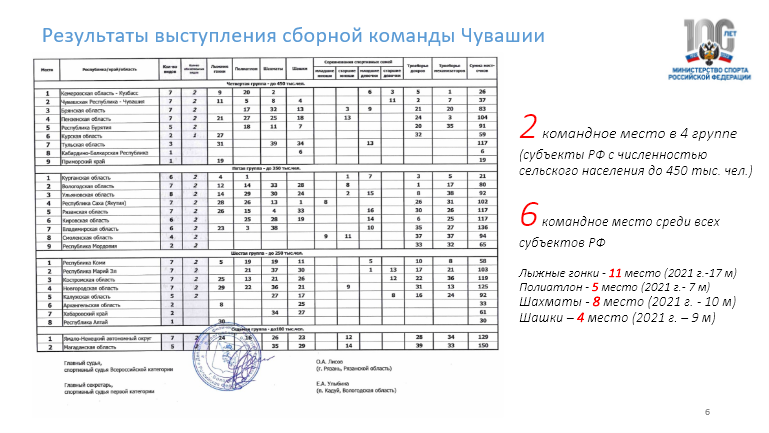 Результаты выступления сборной команды Чувашии
100 ЛЕТ
МИНИСТЕРСТВО СПОРТА
РОССИЙСКОЙ ФЕДЕРАЦИИ
Место Республика/край/область Кол-во видов Лыжные гонки Полиатлон Шахматы Шашки Соревнования спортивных семей Троеборье дояров Троеборье механизаторов Сумма мест-очков
младшие юноши старшие юноши младшие девочки старшие девочки
Четвертая группа - до 450 тыс.чел.
1 Кемеровская область - Кузбасс 7 2 9 20 2 6 3 5 1 26
2 Чувашская Республика - Чувашия 7 2 11 5 8 4 11 2 7 37
3 Брянская область 7 2 17 32 13 3 9 21 20 83
4 Пензенская область 7 2 21 27 25 18 13 24 3 104
5 Республика Бурятия 5 2 18 11 7 20 35 91
6 Курская область 2 1 27 32 59
7 Тульская область 3 31 39 34 13 117
8 Кабардино-Балкарская Республика 1 6 6
9 Приморский край 1 19 19
Пятая группа - до 350 тыс.чел.
1 Курганская область 6 2 4 1 1 7 3 5 21
2 Вологодская область 7 2 12 14 33 28 8 1 17 80
3 Ульяновская область 8 2 14 29 30 24 2 15 8 38 92
4 Республика Саха (Якутия) 7 2 28 26 13 1 8 26 31 102
5 Рязанская область 7 2 26 15 4 33 16 30 26 117
6 Кировская область 6 2 25 28 19 14 6 25 117
7 Владимирская область 6 2 23 3 38 10 35 27 136
8 Смоленская область 4 2 9 11 37 37 94
9 Республика Мордовия 2 2 33 32 65
Шестая группа - до 250 тыс.чел.
1 Республика Коми 7 2 5 19 19 11 5 10 8 58
2 Республика Марий Эл 7 2 21 37 30 1 13 17 21 103
3 Костромская область 7 2 25 13 21 26 12 22 36 119
4 Новгородская область 7 2 29 22 36 21 9 31 13 125
5 Калужская область 5 2 27 17 8 16 24 92
6 Архангельская область 2 8 25 33
7 Хабаровский край 2 34 27 61
8 Республика Алтай 1 30 30
Седьмая группа - до100 тыс.чел.
1 Ямало-Ненецкий автономный округ 7 2 24 16 26 23 12 28 34 129
2 Магаданская область 5 2 35 29 14 39 33 150
Главный судья,
спортивный судья Всероссийской категории
О.А. Лисов
(г. Рязань, Рязанской области)
Главный секретарь,
спортивный судья первой категории
Е.А. Улыбина
(п. Кадуй, Вологодская область)
2 командное место в 4 группе
(субъекты РФ с численностью
сельского населения до 450 тыс. чел.)
6 командное место среди всех
субъектов РФ
Лыжные гонки - 11 место (2021 г.-17 м)
Полиатлон - 5 место (2021 г.- 7 м)
Шахматы - 8 место (2021 г. - 10 м)
Шашки – 4 место (2021 г. – 9 м)
6